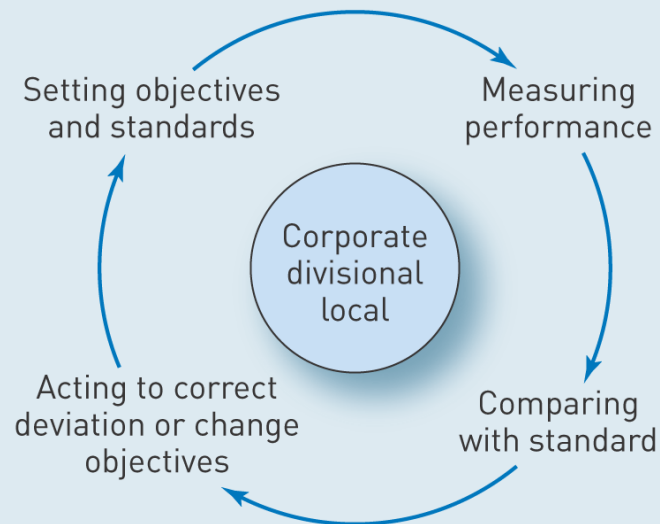 Setting objectives
and standards
Measuring
performance
Corporate
divisional
local
Acting to correct
deviation or change
objectives
Comparing
with standard